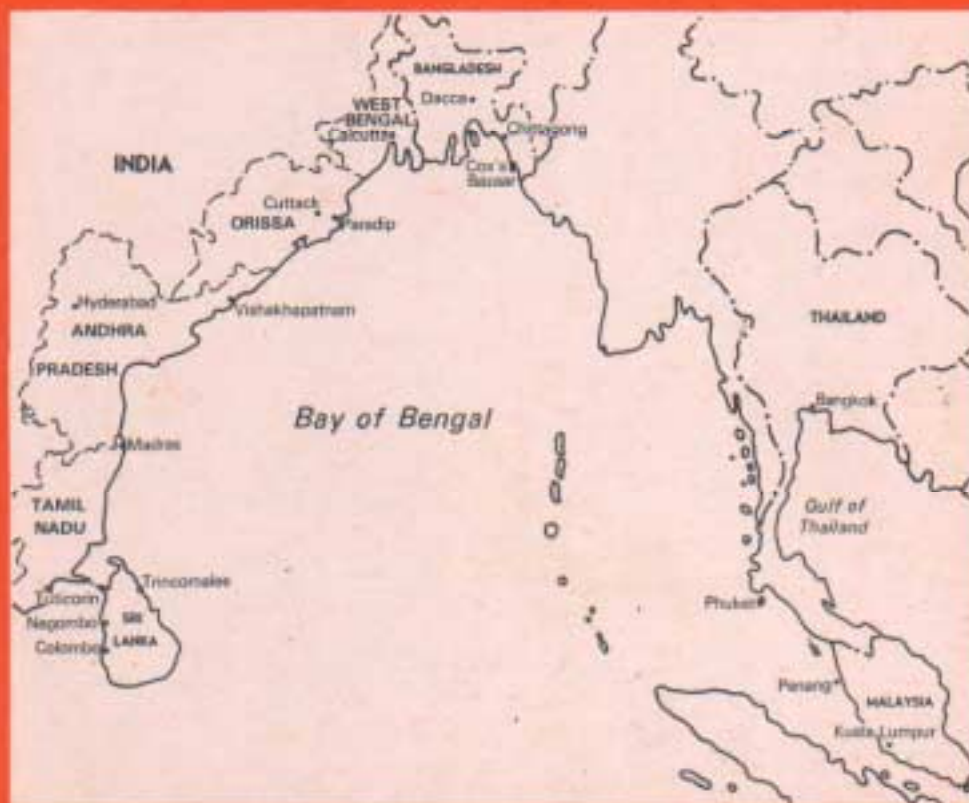 BANGLADESH
Dacca
WEST
BENGAL
Calcutta
Chittagong
Cox's
Bazaar
INDIA
Cuttack
ORISSA
Paradip
Hyderabad
Vishakhapatnam
ANDHRA
PRADESH
THAILAND
Bangkok
Bay of Bengal
Madras
TAMIL
NADU
Gulf of
Thailand
Trincomalee
Tuticorin
Phuket
Negombo
SRI
LANKA
Colombo
Penang
MALAYSIA
Kuala Lumpur